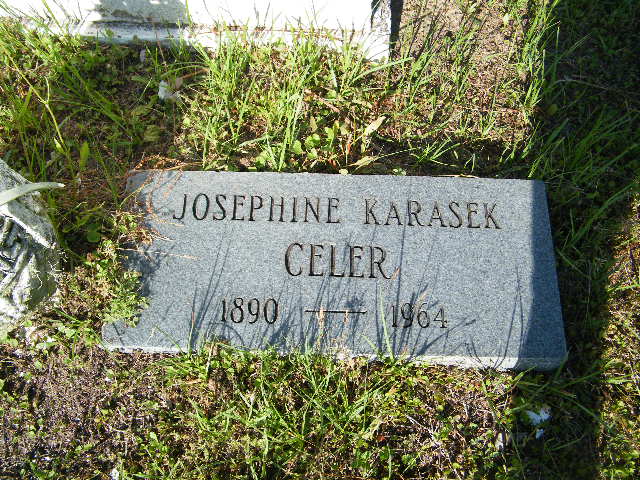 JOSEPHINE KARASEK
CELER
1890 — 1964